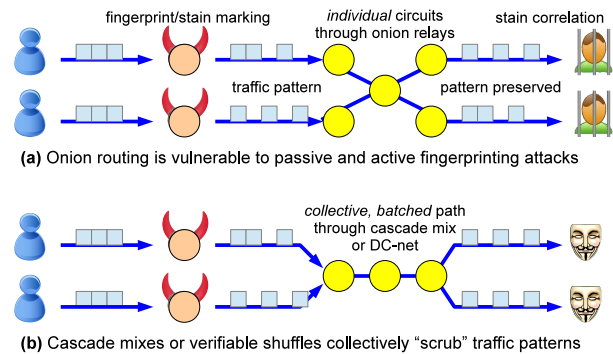 fingerprint/stain marking
individual circuits
through onion relays
stain correlation
traffic pattern
pattern preserved
(a) Onion routing is vulnerable to passive and active fingerprinting attacks
collective, batched path
through cascade mix
or DC-net
(b) Cascade mixes or verifiable shuffles collectively “scrub” traffic patterns